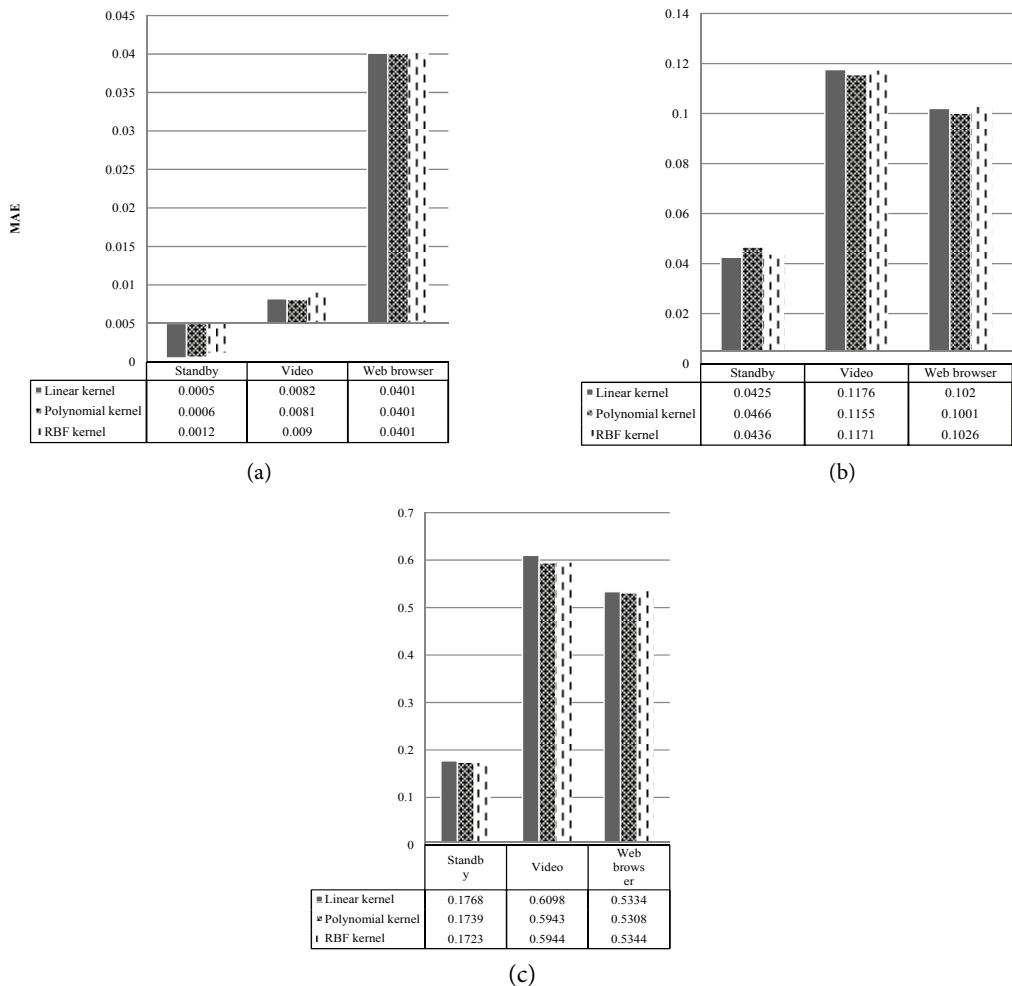 MAE
0.045
0.04
0.035
0.03
0.025
0.02
0.015
0.01
0.005
0
Standby Video Web browser
Linear kernel 0.0005 0.0082 0.0401
Polynomial kernel 0.0006 0.0081 0.0401
RBF kernel 0.0012 0.009 0.0401
(a)
0.14
0.12
0.1
0.08
0.06
0.04
0.02
0
Standby Video Web browser
Linear kernel 0.0425 0.1176 0.102
Polynomial kernel 0.0466 0.1155 0.1001
RBF kernel 0.0436 0.1171 0.1026
(b)
0.7
0.6
0.5
0.4
0.3
0.2
0.1
0
Standb
y
Video
Web
brows
er
Linear kernel 0.1768 0.6098 0.5334
Polynomial kernel 0.1739 0.5943 0.5308
RBF kernel 0.1723 0.5944 0.5344
(c)